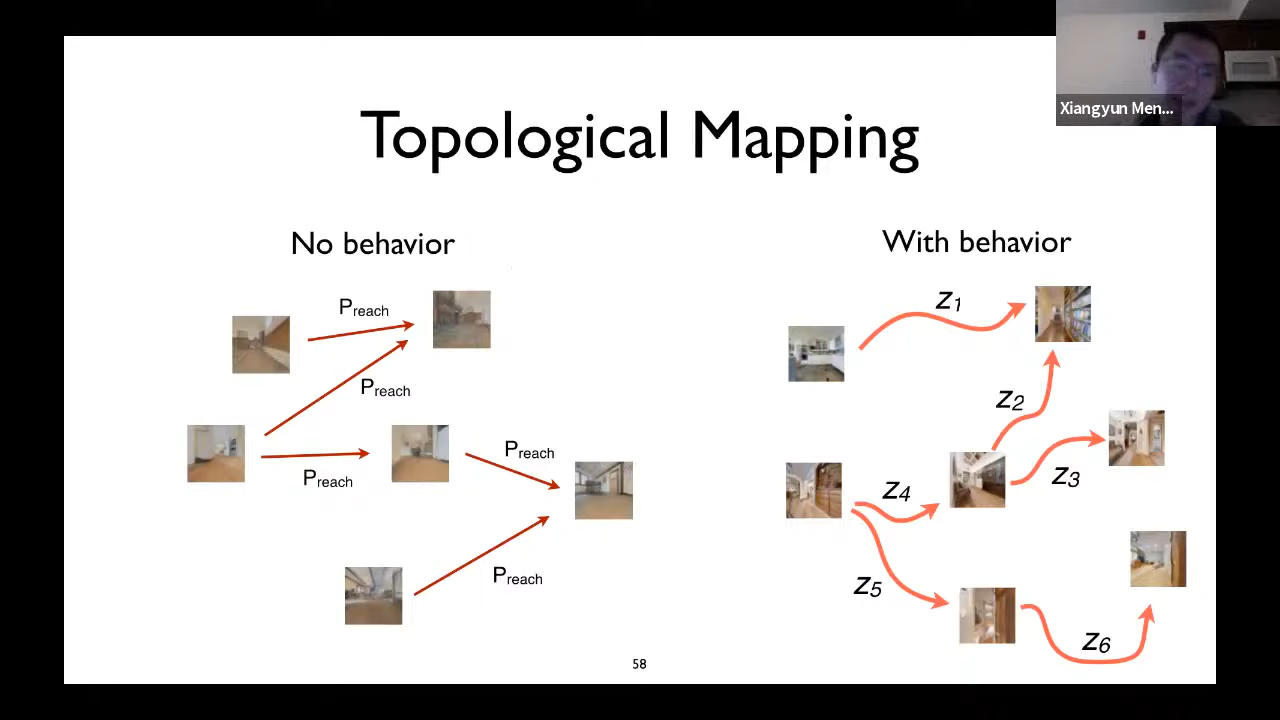 Xiangyun Men...
Topological Mapping
No behavior
With behavior
Preach
Preach
Preach
Preach
Preach
z1
z2
z3
z4
z5
z6
58